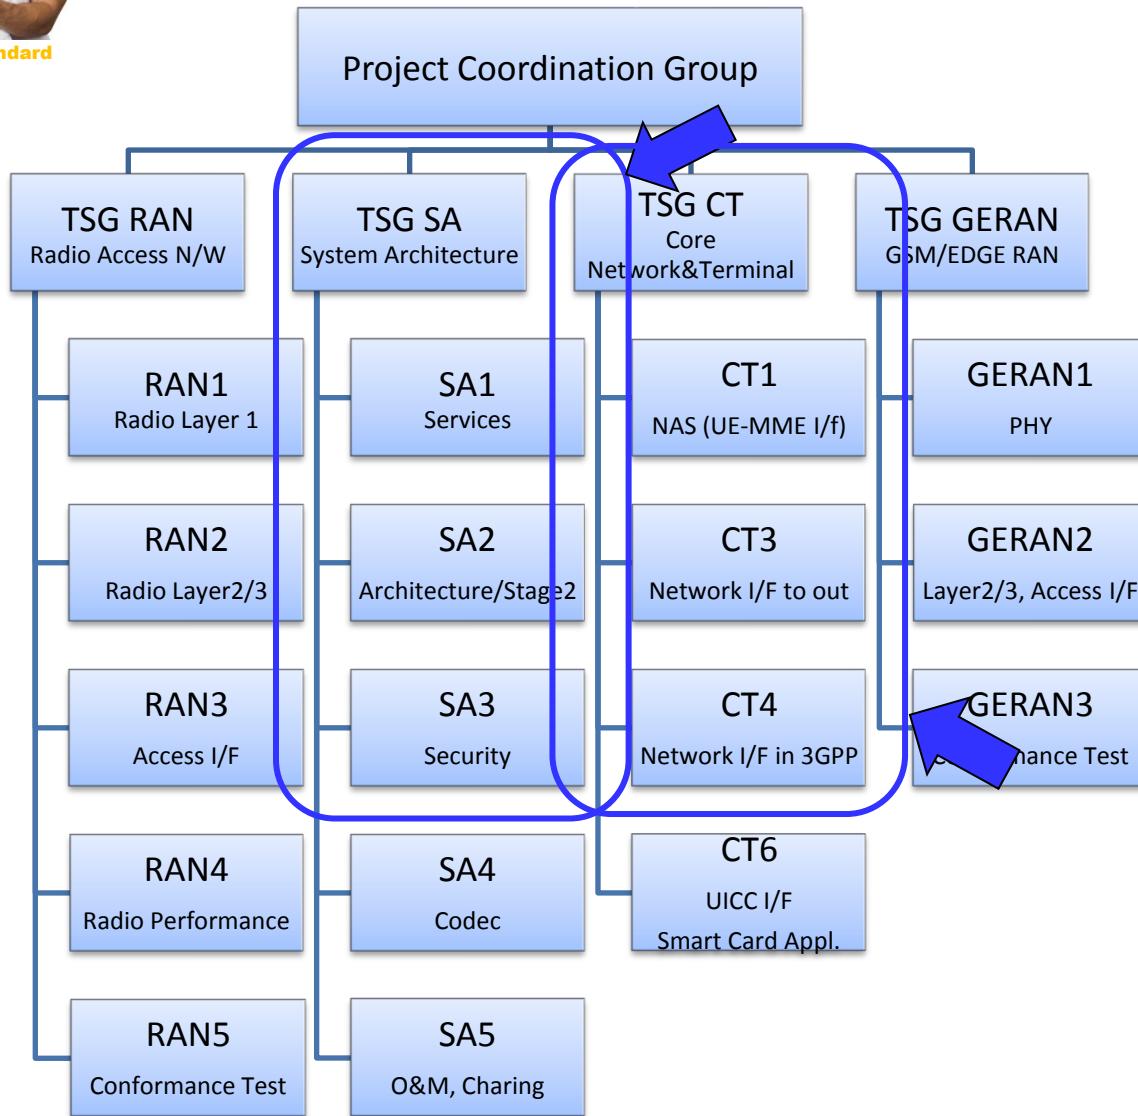 Project Coordination Group
TSG RAN
Radio Access N/W
TSG SA
System Architecture
TSG CT
Core
Network&Terminal
TSG GERAN
GSM/EDGE RAN
RAN1
Radio Layer 1
SA1
Services
CT1
NAS (UE-MME I/f)
GERAN1
PHY
RAN2
Radio Layer2/3
SA2
Architecture/Stage2
CT3
Network I/F to out
GERAN2
Layer2/3, Access I/F
RAN3
Access I/F
SA3
Security
CT4
Network I/F in 3GPP
GERAN3
Test
RAN4
Radio Performance
SA4
Codec
CT6
UICC I/F
Smart Card Appl.
RAN5
Conformance Test
SA5
O&M, Charing